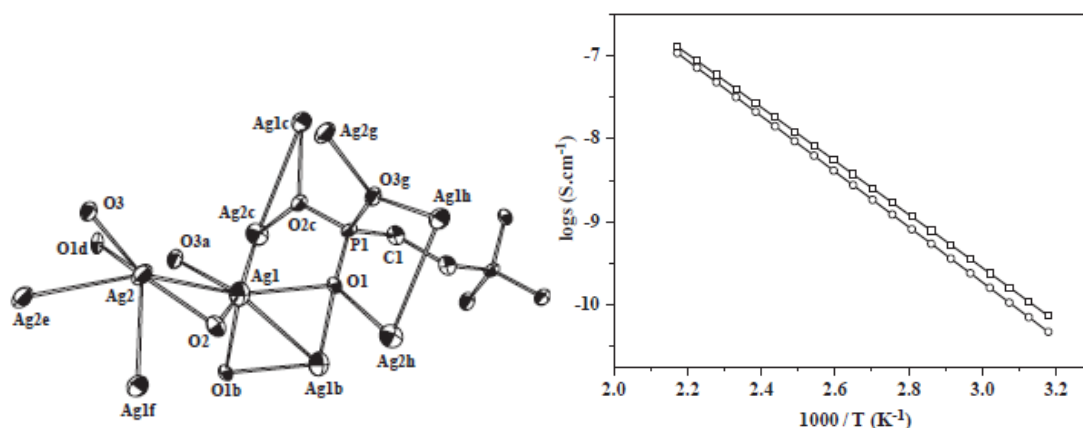 Ag1c
Ag2g
O3g
Ag1h
O3
Ag2c
O2c
P1
C1
O1d
O3a
Ag1
O1
Ag2
Ag2e
O2
Ag2h
O1b
Ag1b
Ag1f
logs (S.cm-1)
-7
-8
-9
-10
2.0 2.2 2.4 2.6 2.8 3.0 3.2
1000 / T (K-1)